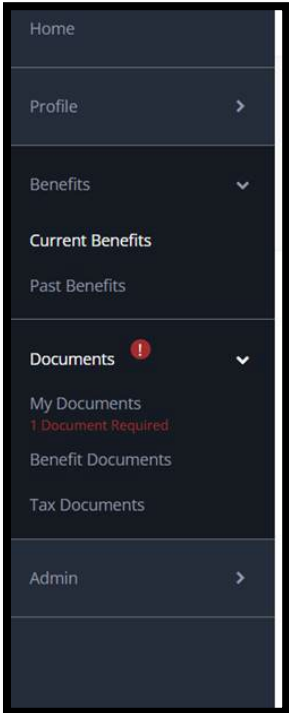 Home
Profile
Benefits
Current Benefits
Past Benefits
Documents !
My Documents
1 Document Required
Benefit Documents
Tax Documents
Admin